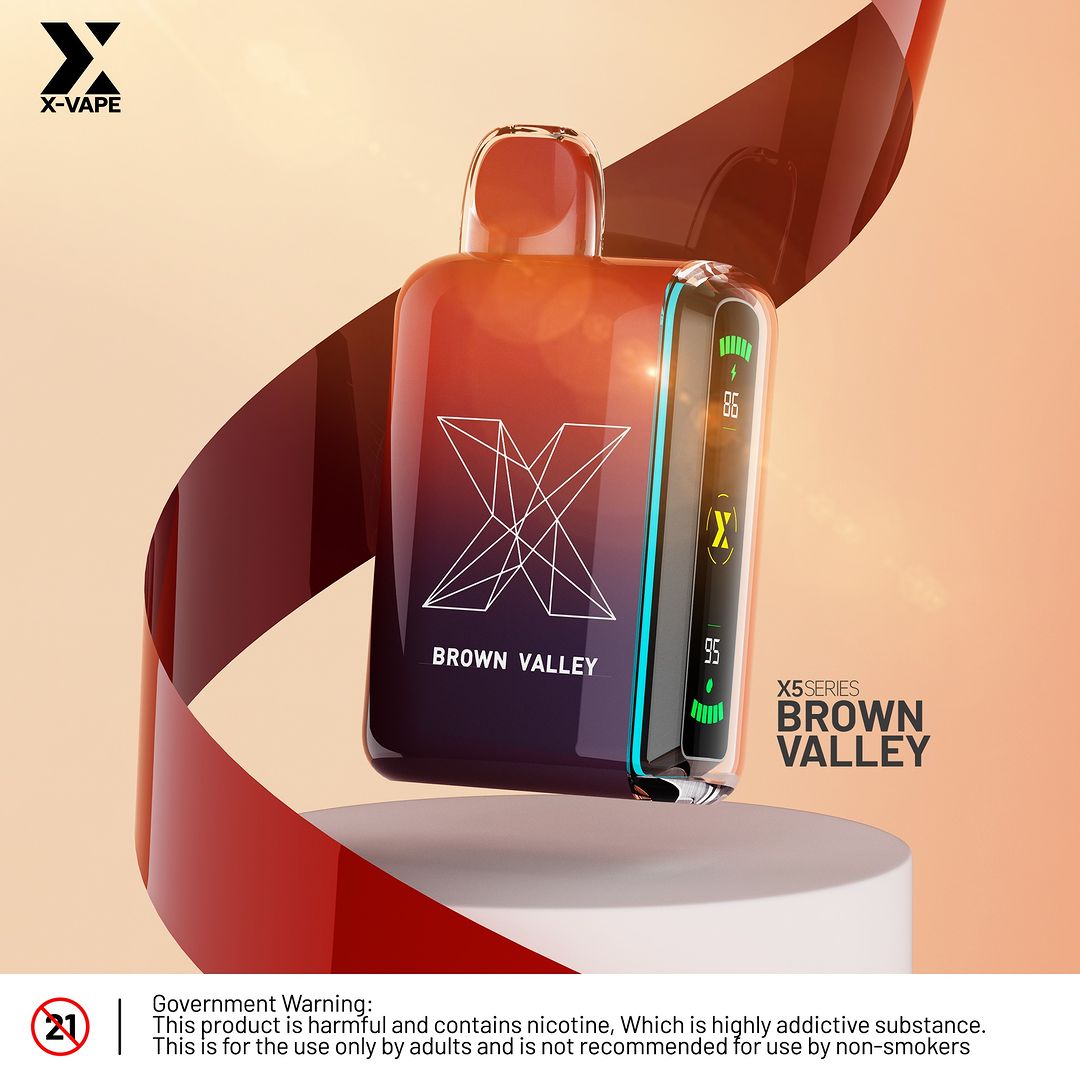 X-VAPE
86
BROWN VALLEY
95
X5 SERIES
BROWN
VALLEY
21
Government Warning:
This product is harmful and contains nicotine, Which is highly addictive substance.
This is for the use only by adults and is not recommended for use by non-smokers